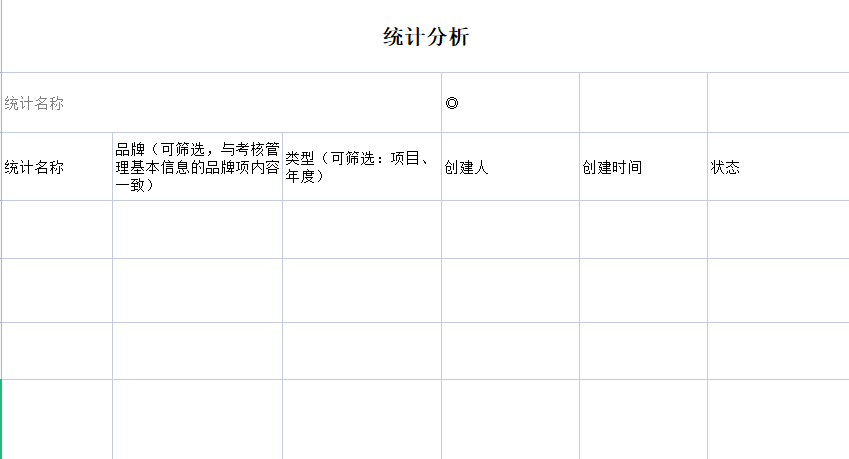 统计分析
统计名称
◎
统计名称
品牌（可筛选，与考核管
理基本信息的品牌项内容
一致）
类型（可筛选：项目、
年度）
创建人
创建时间
状态